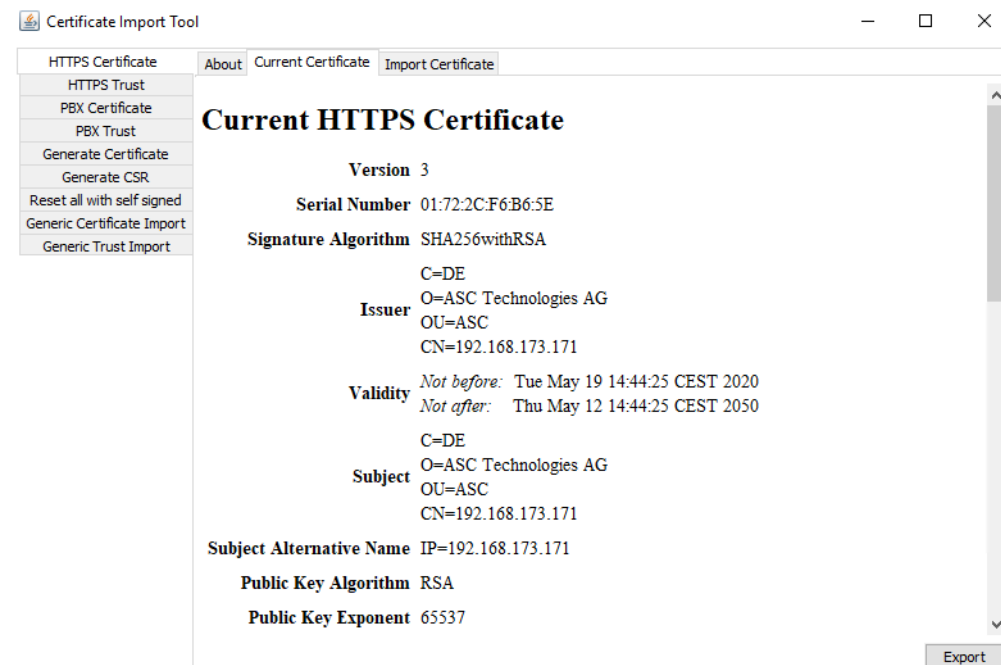 Certificate Import Tool
HTTPS Certificate
HTTPS Trust
PBX Certificate
PBX Trust
Generate Certificate
Generate CSR
Reset all with self signed
Generic Certificate Import
Generic Trust Import
About Current Certificate Import Certificate
Current HTTPS Certificate
Version 3
Serial Number 01:72:2C:F6:B6:5E
Signature Algorithm SHA256withRSA
Issuer
C=DE
O=ASC Technologies AG
OU=ASC
CN=192.168.173.171
Validity
Not before: Tue May 19 14:44:25 CEST 2020
Not after: Thu May 12 14:44:25 CEST 2050
Subject
C=DE
O=ASC Technologies AG
OU=ASC
CN=192.168.173.171
Subject Alternative Name IP=192.168.173.171
Public Key Algorithm RSA
Public Key Exponent 65537
Export